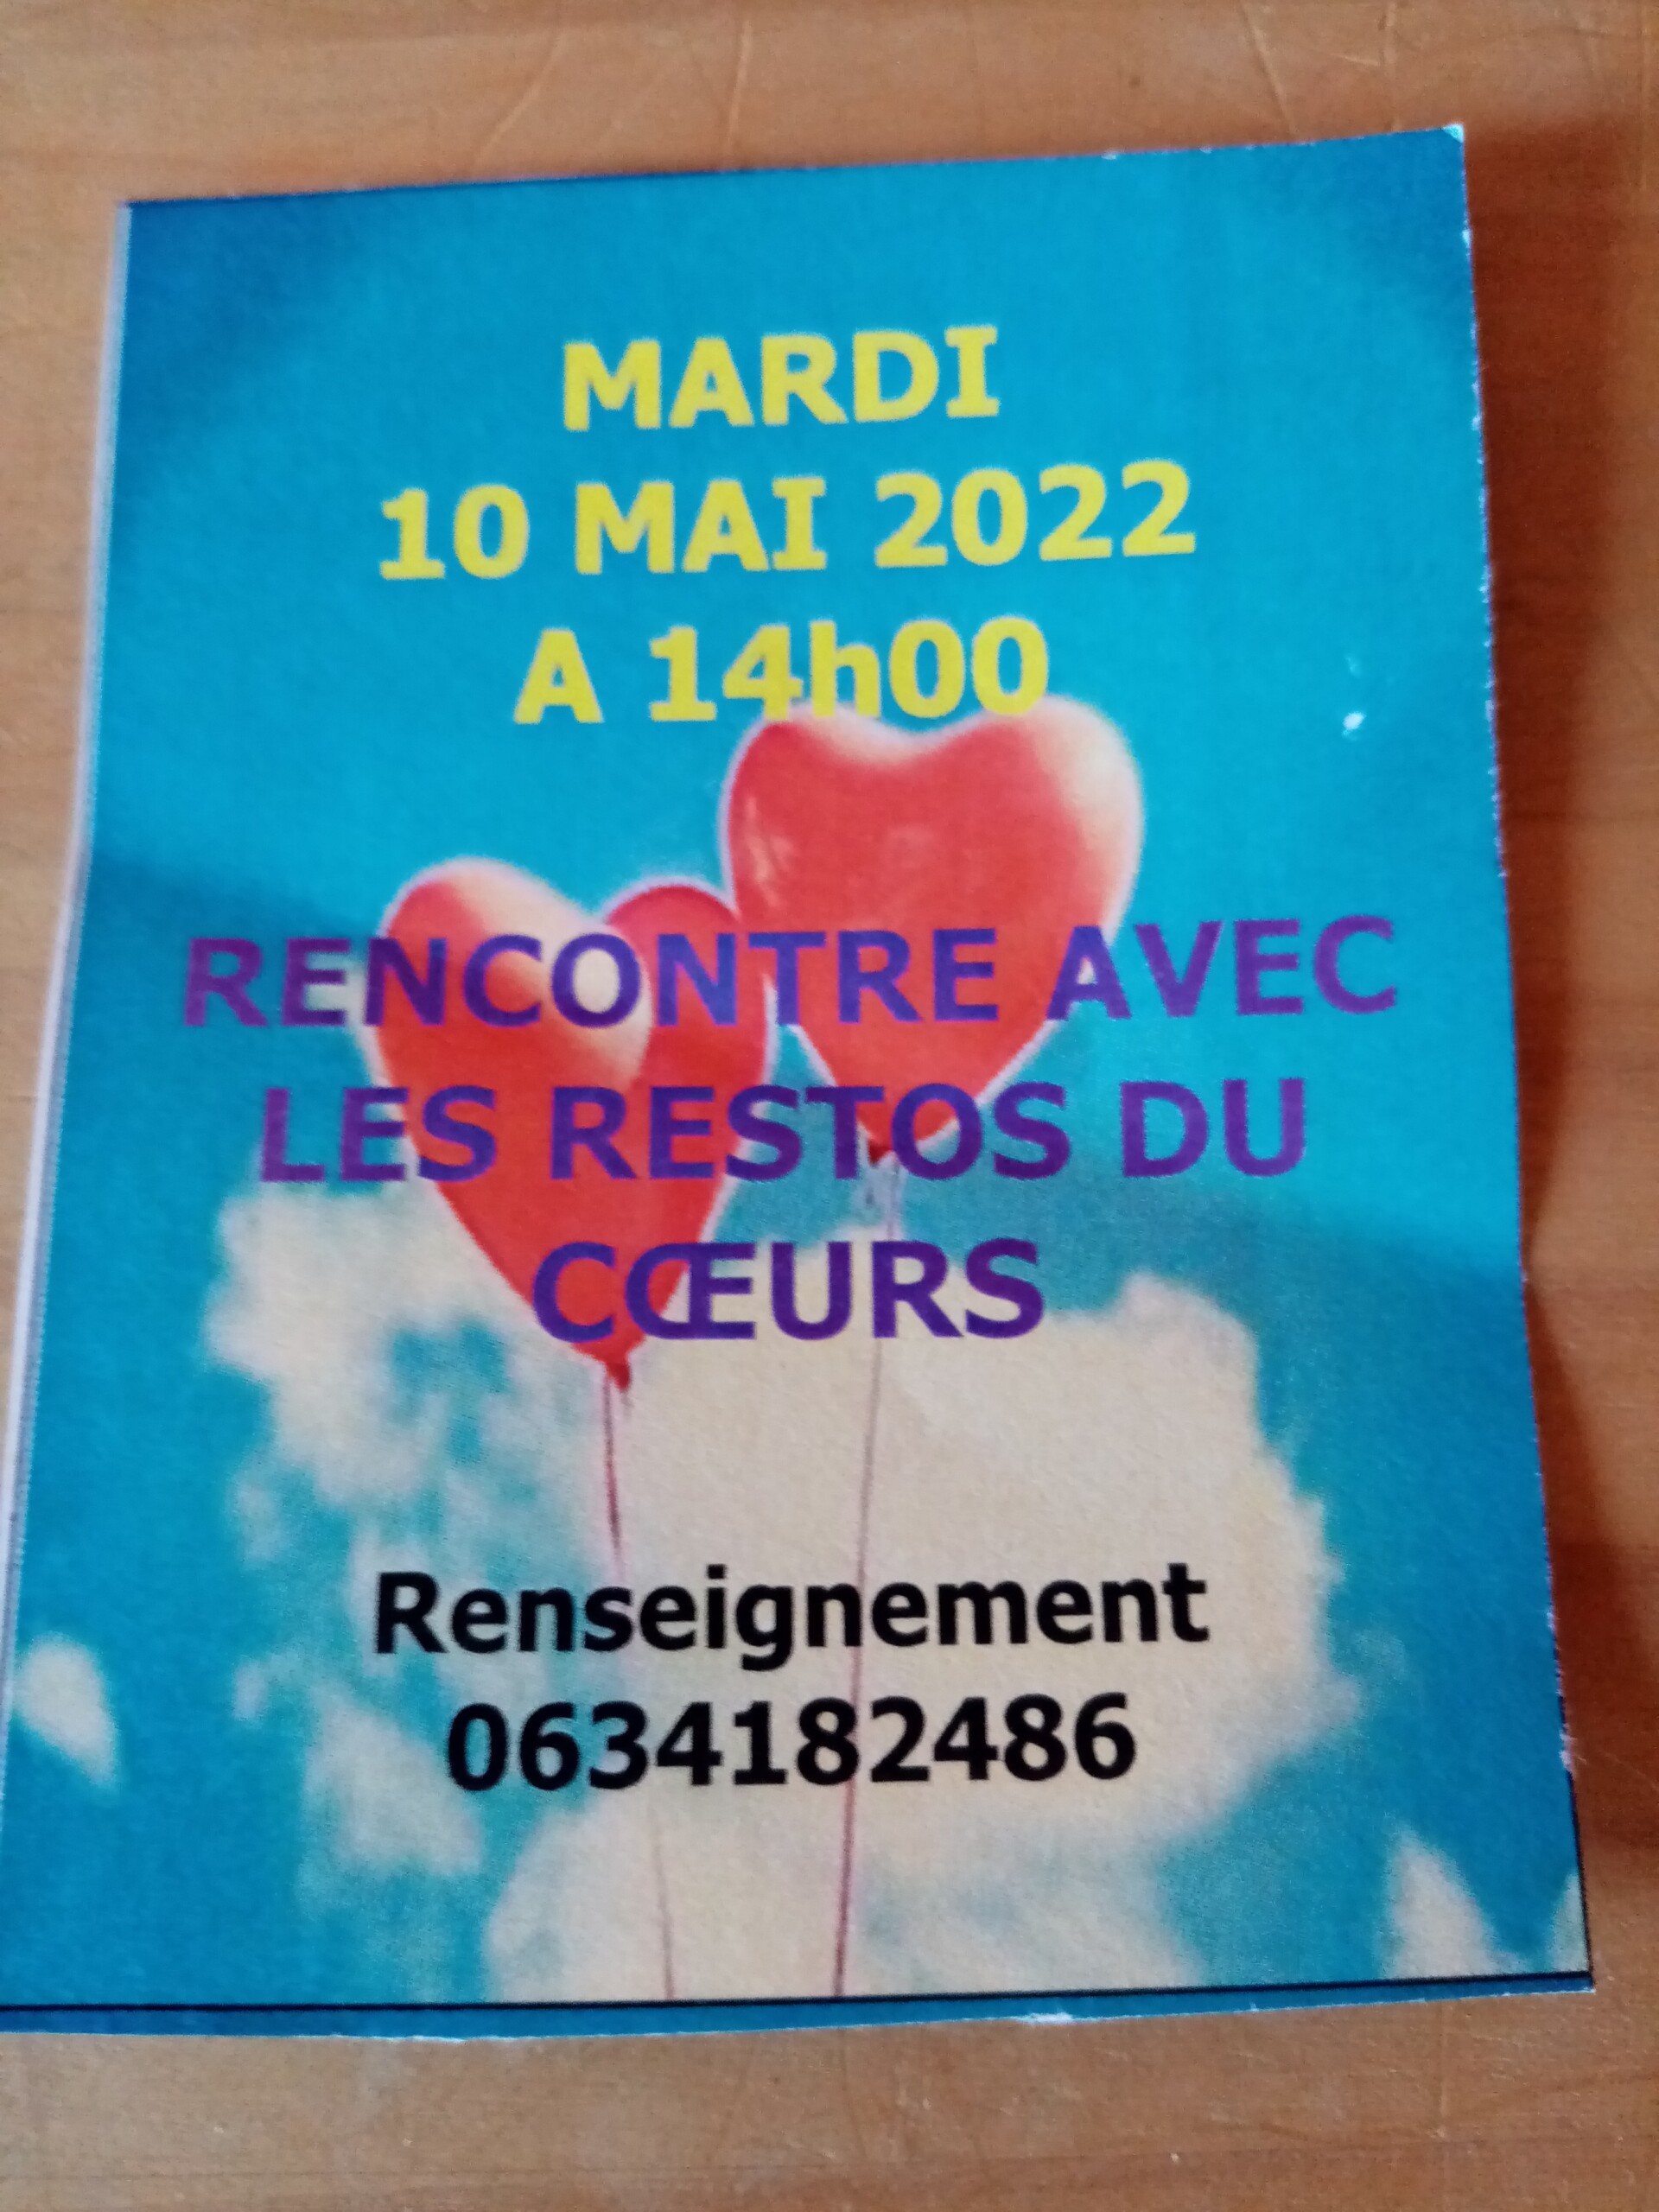 MARDI
10 MAI 2022
A 14h00
RENCONTRE AVEC
LES RESTOS DU
CŒURS
Renseignement
0634182486